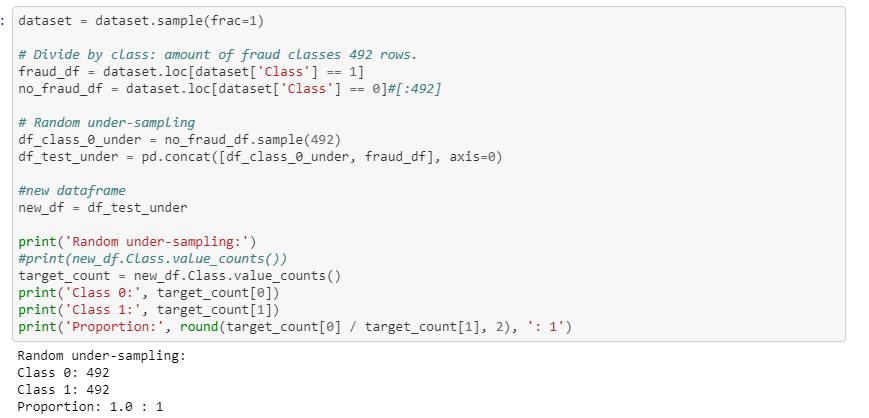 : dataset = dataset.sample(frac=1)
# Divide by class: amount of fraud classes 492 rows.
fraud_df = dataset.loc[dataset['Class'] == 1]
no_fraud_df = dataset.loc[dataset['Class'] == 0]#[:492]
# Random under-sampling
df_class_0_under = no_fraud_df.sample(492)
df_test_under = pd.concat([df_class_0_under, fraud_df], axis=0)
#new dataframe
new_df = df_test_under
print('Random under-sampling:')
#print(new_df.Class.value_counts())
target_count = new_df.Class.value_counts()
print('Class 0:', target_count[0])
print('Class 1:', target_count[1])
print('Proportion:', round(target_count[0] / target_count[1], 2), ': 1')
Random under-sampling:
Class 0: 492
Class 1: 492
Proportion: 1.0 : 1